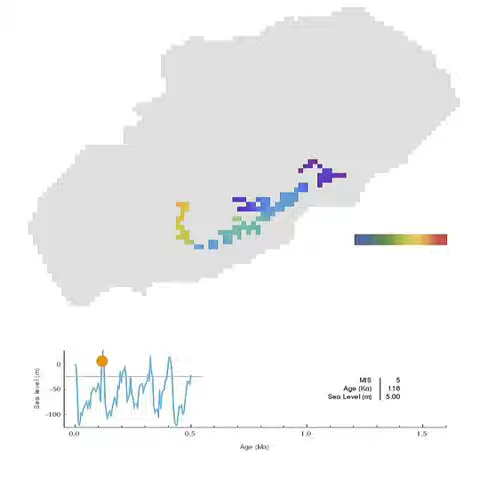 0
-50
-100
Sea level (m)
0.0 0.5 1.0 1.5
Age (Ma)
MIS 5
Age (Ka) 118
Sea Level (m) 5.00